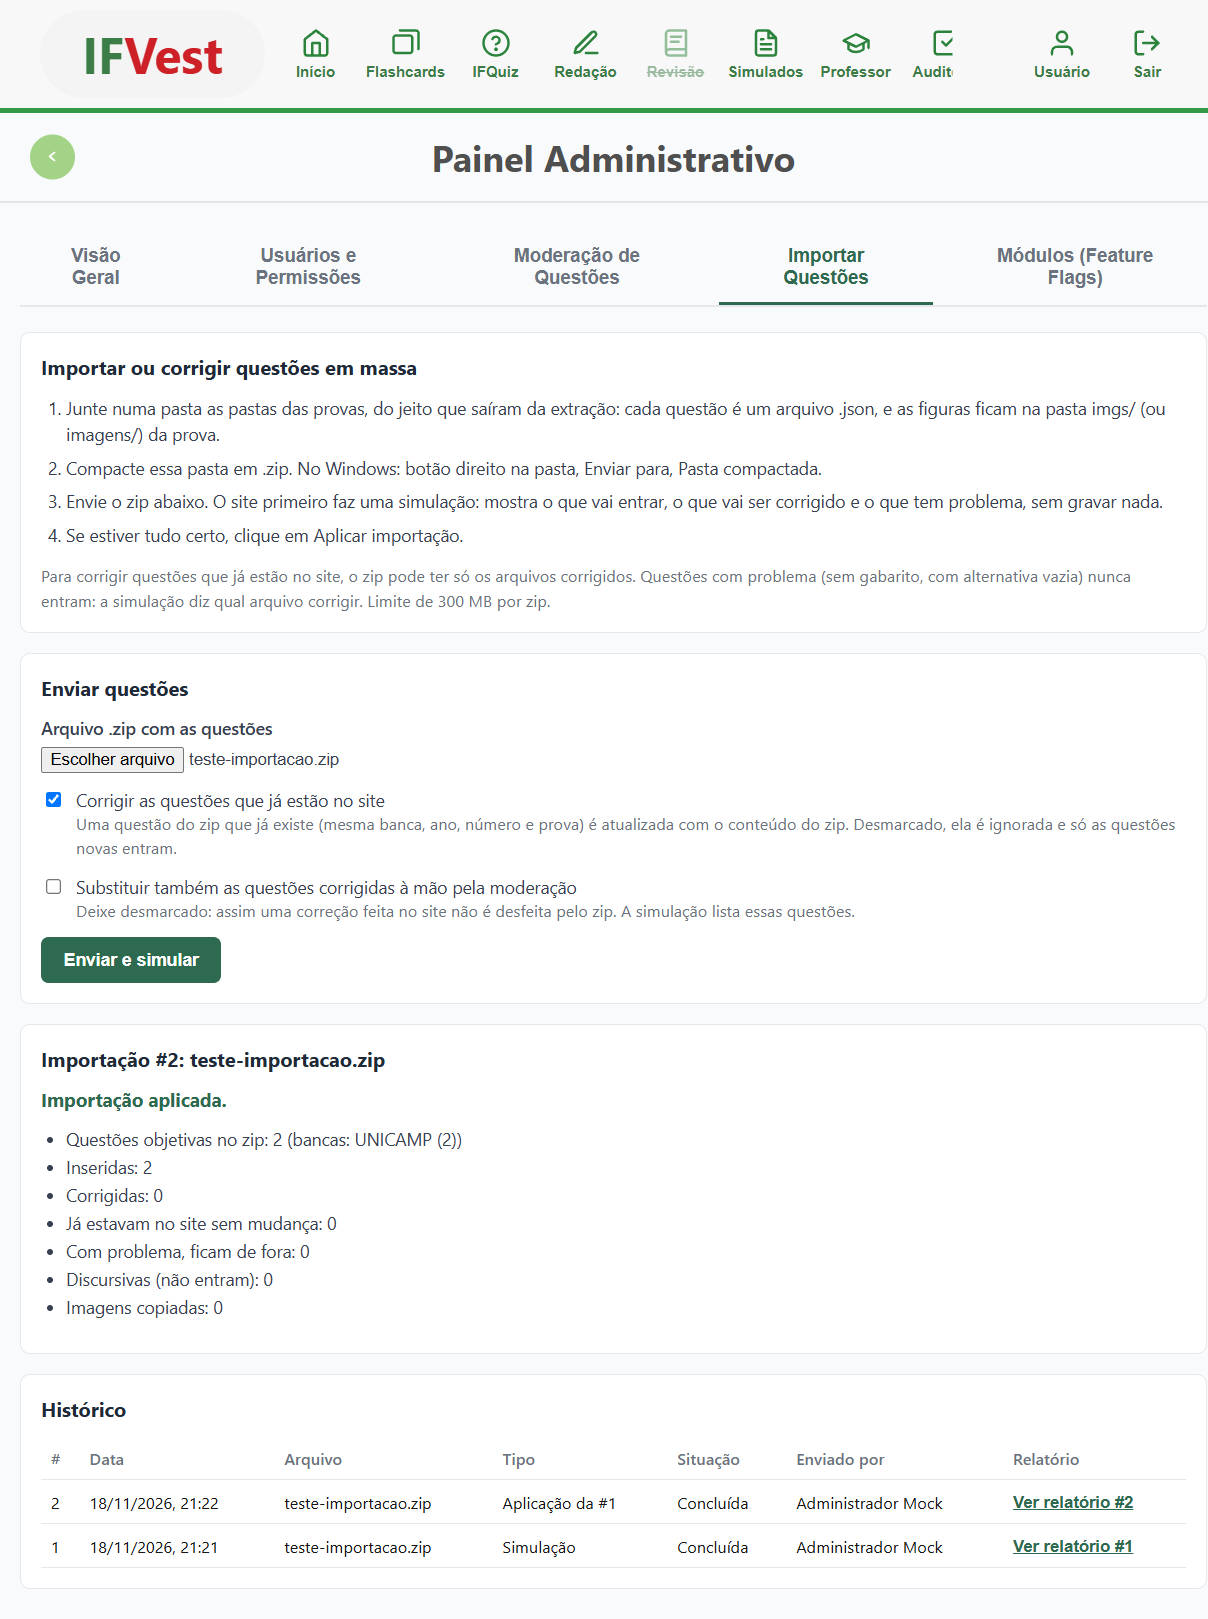 IFVest
Início
Flashcards
IFQuiz
Redação
Revisão
Simulados
Professor
Usuário
Sair
Painel Administrativo
Visão
Geral
Usuários e
Permissões
Moderação de
Questões
Importar
Questões
Módulos (Feature
Flags)
Importar ou corrigir questões em massa
1. Junte numa pasta as pastas das provas, do jeito que saíram da extração: cada questão é um arquivo .json, e as figuras ficam na pasta imgs/ (ou
imagens/) da prova.
2. Compacte essa pasta em .zip. No Windows: botão direito na pasta, Enviar para, Pasta compactada.
3. Envie o zip abaixo. O site primeiro faz uma simulação: mostra o que vai entrar, o que vai ser corrigido e o que tem problema, sem gravar nada.
4. Se estiver tudo certo, clique em Aplicar importação.
Para corrigir questões que já estão no site, o zip pode ter só os arquivos corrigidos. Questões com problema (sem gabarito, com alternativa vazia) nunca
entram: a simulação diz qual arquivo corrigir. Limite de 300 MB por zip.
Enviar questões
Arquivo .zip com as questões
Escolher arquivo teste-importacao.zip
Corrigir as questões que já estão no site
Uma questão do zip que já existe (mesma banca, ano, número e prova) é atualizada com o conteúdo do zip. Desmarcado, ela é ignorada e só as questões
novas entram.
Substituir também as questões corrigidas à mão pela moderação
Deixe desmarcado: assim uma correção feita no site não é desfeita pelo zip. A simulação lista essas questões.
Enviar e simular
Importação #2: teste-importacao.zip
Importação aplicada.
• Questões objetivas no zip: 2 (bancas: UNICAMP (2))
• Inseridas: 2
• Corrigidas: 0
• Já estavam no site sem mudança: 0
• Com problema, ficam de fora: 0
• Discursivas (não entram): 0
• Imagens copiadas: 0
Histórico
# Data Arquivo Tipo Situação Enviado por Relatório
2 18/11/2026, 21:22 teste-importacao.zip Aplicação da #1 Concluída Administrador Mock Ver relatório #2
1 18/11/2026, 21:21 teste-importacao.zip Simulação Concluída Administrador Mock Ver relatório #1